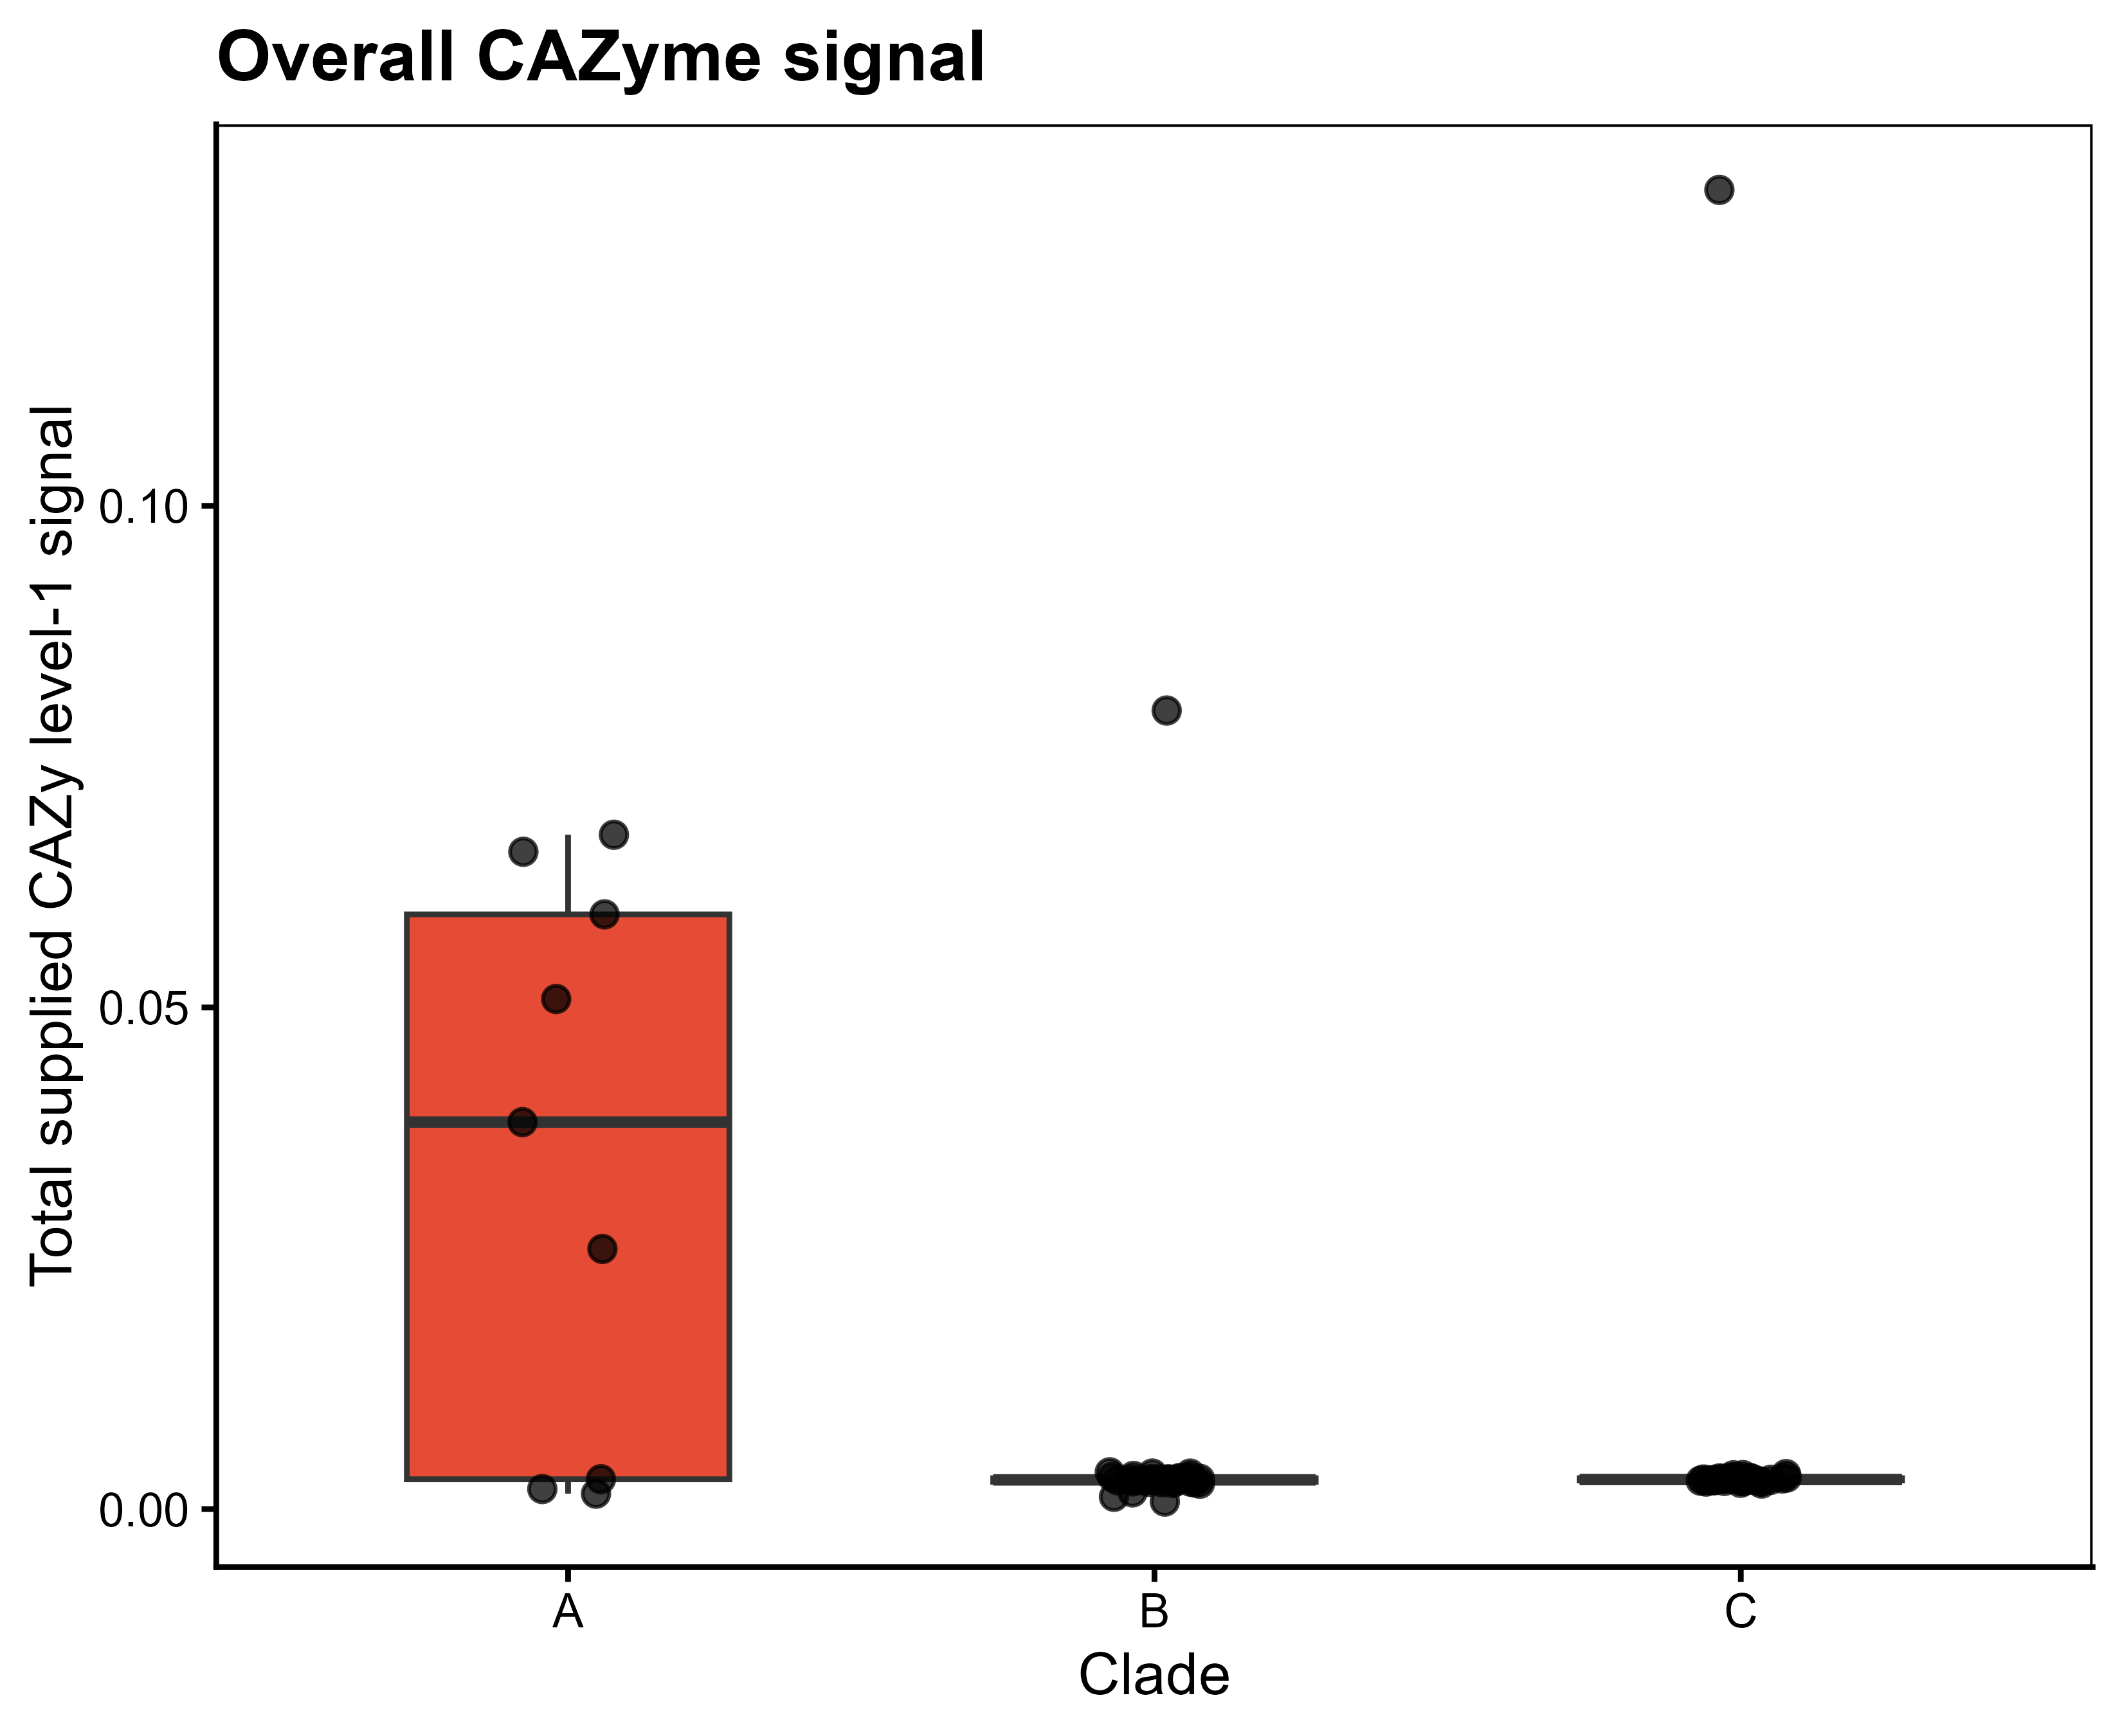 Overall CAZyme signal
Total supplied CAZy level-1 signal
0.10
0.05
0.00
A
B
C
Clade